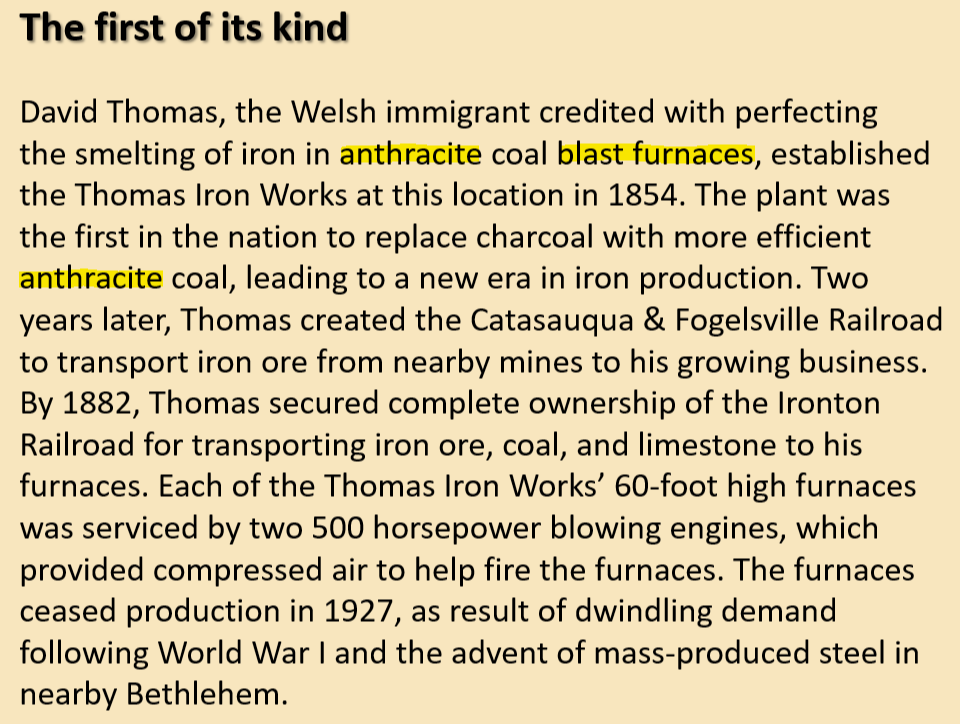 The first of its kind
David Thomas, the Welsh immigrant credited with perfecting
the smelting of iron in anthracite coal blast furnaces, established
the Thomas Iron Works at this location in 1854. The plant was
the first in the nation to replace charcoal with more efficient
anthracite coal, leading to a new era in iron production. Two
years later, Thomas created the Catasauqua & Fogelsville Railroad
to transport iron ore from nearby mines to his growing business.
By 1882, Thomas secured complete ownership of the Ironton
Railroad for transporting iron ore, coal, and limestone to his
furnaces. Each of the Thomas Iron Works’ 60-foot high furnaces
was serviced by two 500 horsepower blowing engines, which
provided compressed air to help fire the furnaces. The furnaces
ceased production in 1927, as result of dwindling demand
following World War I and the advent of mass-produced steel in
nearby Bethlehem.